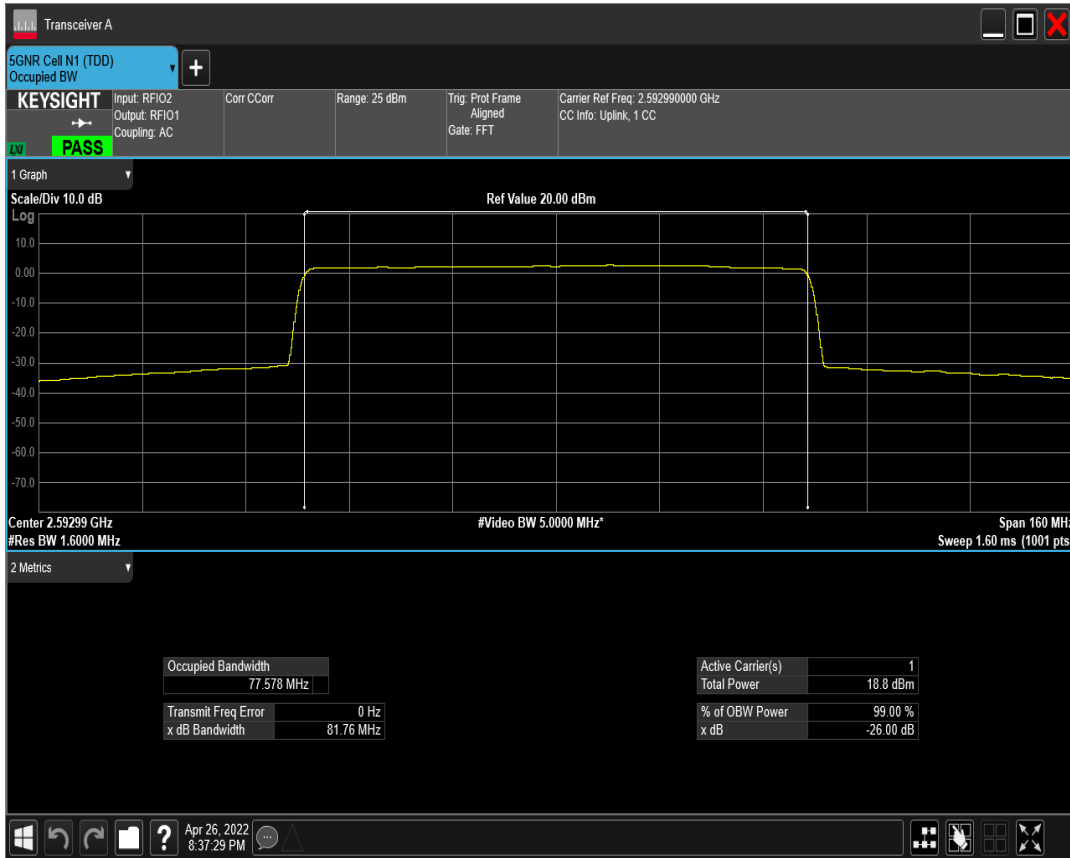 Transceiver A
5GNR Cell N1 (TDD)
Occupied BW
+
KEYSIGHT
LXI
PASS
Input: RFIO2
Output: RFIO1
Coupling: AC
Corr CCorr
Range: 25 dBm
Trig: Prot Frame
Aligned
Gate: FFT
Carrier Ref Freq: 2.592990000 GHz
CC Info: Uplink, 1 CC
1 Graph
Scale/Div 10.0 dB
Ref Value 20.00 dBm
Log
10.0
0.00
-10.0
-20.0
-30.0
-40.0
-50.0
-60.0
-70.0
Center 2.59299 GHz
#Video BW 5.0000 MHz*
Span 160 MHz
#Res BW 1.6000 MHz
Sweep 1.60 ms (1001 pts
2 Metrics
Occupied Bandwidth
77.578 MHz
Transmit Freq Error 0 Hz
x dB Bandwidth 81.76 MHz
Active Carrier(s) 1
Total Power 18.8 dBm
% of OBW Power 99.00 %
x dB -26.00 dB
?
Apr 26, 2022
8:37:29 PM